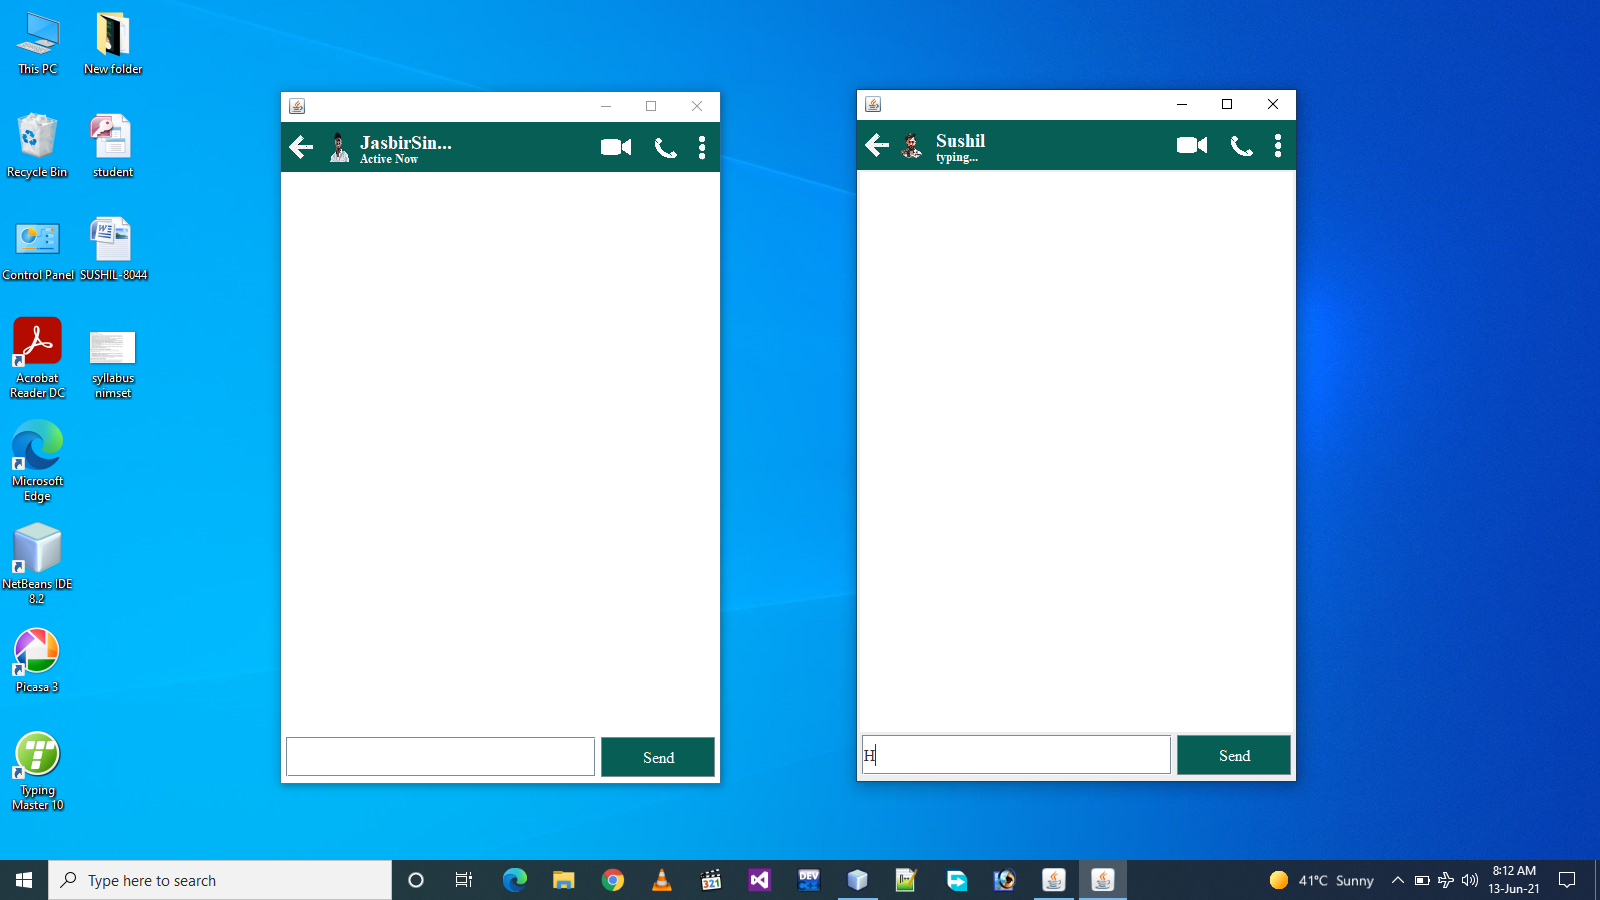 This PC
New folder
Recycle Bin
student
Control Panel
SUSHIL-8044
Acrobat
Reader DC
syllabus
nimset
Microsoft
Edge
NetBeans IDE
8.2
Picasa 3
Typing
Master 10
JasbirSin...
Active Now
Send
Sushil
typing...
H
Send
Type here to search
321
DEV
41°C Sunny
8:12 AM
13-Jun-21